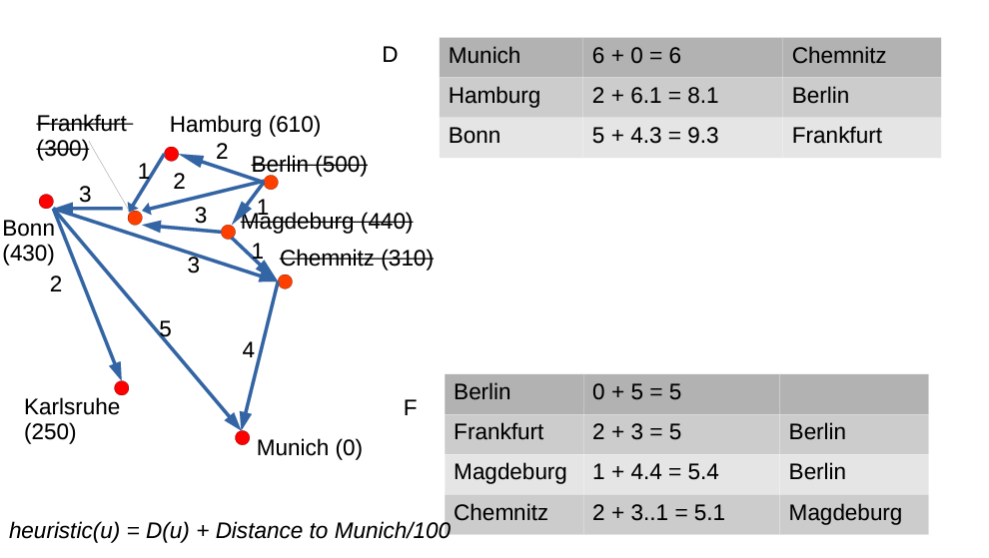 D
Munich 6 + 0 = 6 Chemnitz
Hamburg 2 + 6.1 = 8.1 Berlin
Bonn 5 + 4.3 = 9.3 Frankfurt
Frankfurt
(300)
Hamburg (610)
2
Berlin (500)
1
2
3
1
3
Magdeburg (440)
Bonn
(430)
1
Chemnitz (310)
3
2
5
4
Karlsruhe
(250)
Munich (0)
F
Berlin 0 + 5 = 5
Frankfurt 2 + 3 = 5 Berlin
Magdeburg 1 + 4.4 = 5.4 Berlin
Chemnitz 2 + 3..1 = 5.1 Magdeburg
heuristic(u) = D(u) + Distance to Munich/100